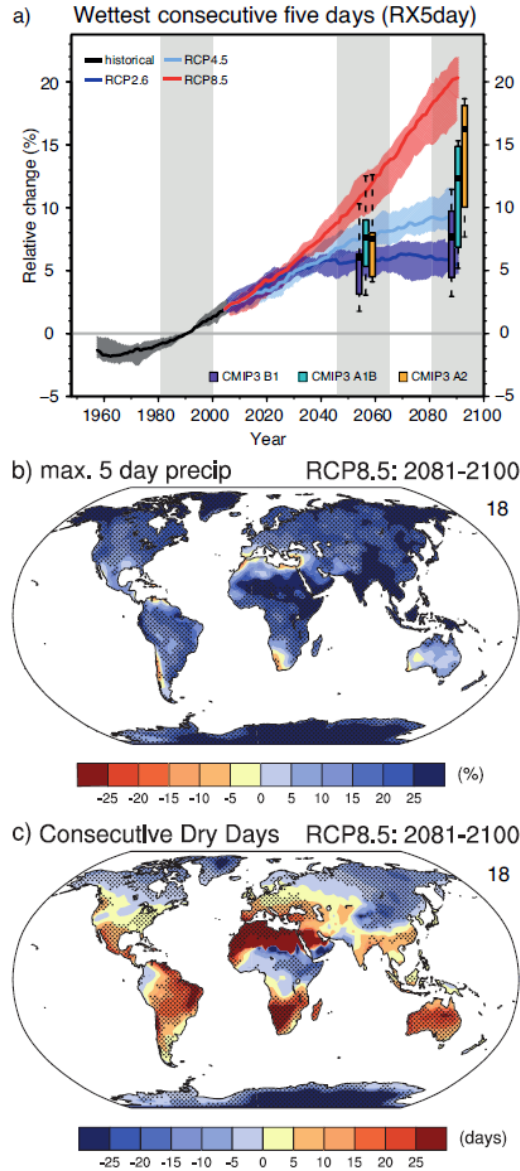 a) Wettest consecutive five days (RX5day)
historical RCP4.5
RCP2.6 RCP8.5
Relative change (%)
20 20
15 15
10 10
5 5
0 0
−5 −5
CMIP3 B1 CMIP3 A1B CMIP3 A2
1960 1980 2000 2020 2040 2060 2080 2100
Year
b) max. 5 day precip RCP8.5: 2081-2100
18
-25 -20 -15 -10 -5 0 5 10 15 20 25 (%)
c) Consecutive Dry Days RCP8.5: 2081-2100
18
-25 -20 -15 -10 -5 0 5 10 15 20 25 (days)